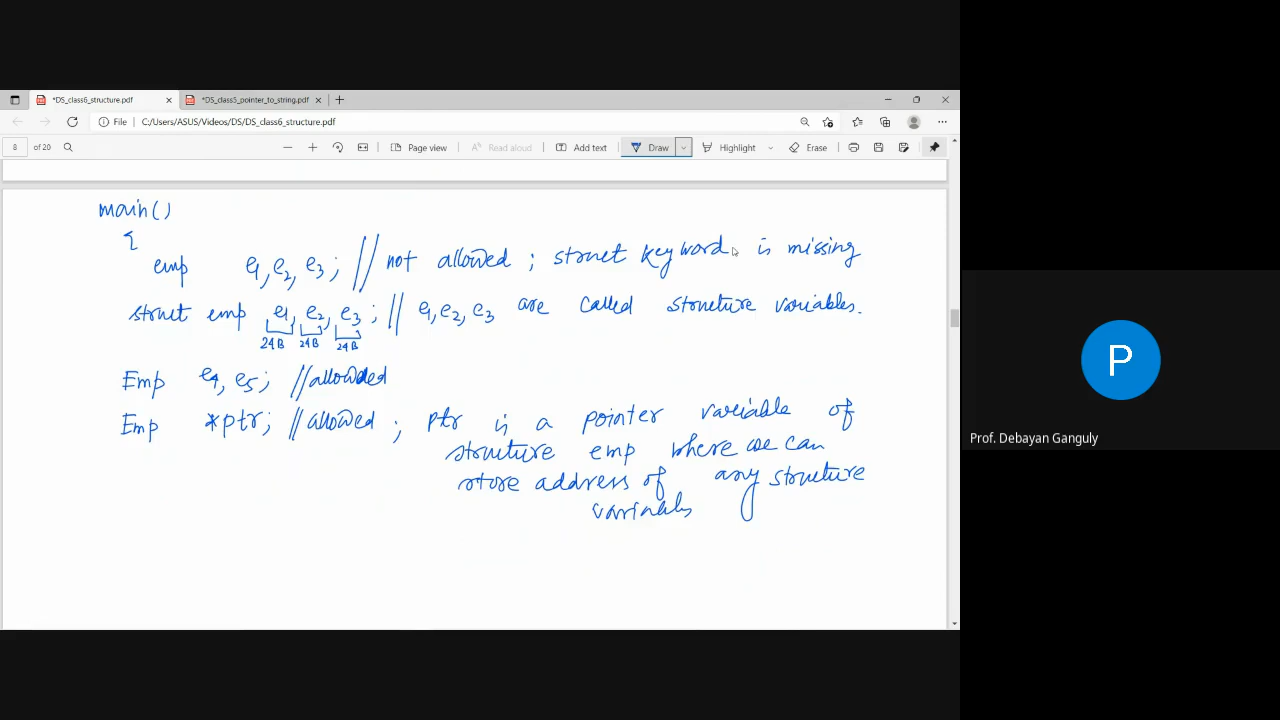 *DS_class6_structure.pdf
*DS_class5_pointer_to_string.pdf
File C:/Users/ASUS/Videos/DS/DS_class6_structure.pdf
8 of 20 Page view Read aloud Add text Draw Highlight Erase
main()
{
emp e1, e2, e3; // not allowed ; struct keyword is missing
struct emp e1, e2, e3; // e1, e2, e3 are called structure variables.
24B 24B 24B
Emp e4, e5; // allowded
Emp *ptr; // allowed ; ptr is a pointer variable of
structure emp where we can
store address of any structure
variables
P
Prof. Debayan Ganguly